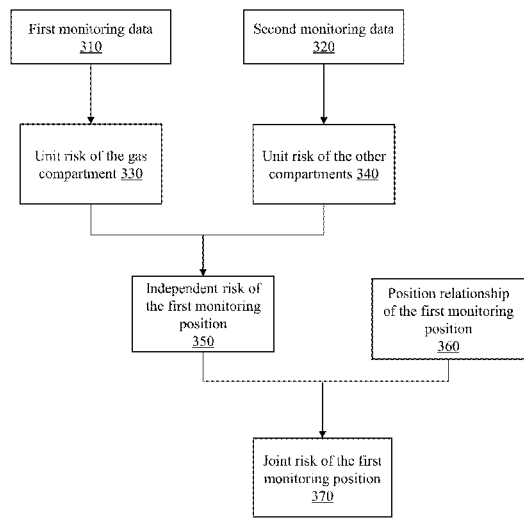 First monitoring data
310
Second monitoring data
320
Unit risk of the gas
compartment 330
Unit risk of the other
compartments 340
Independent risk of
the first monitoring
position
350
Position relationship
of the first monitoring
position
360
Joint risk of the first
monitoring position
370